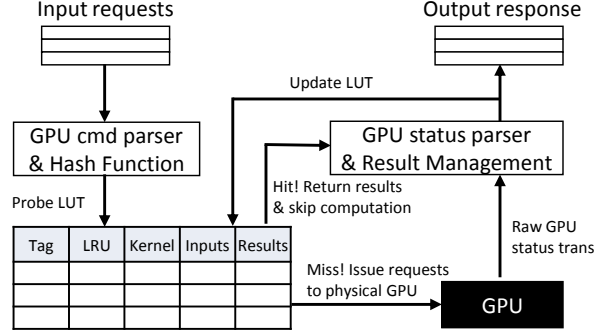 Input requests
Output response
Update LUT
GPU cmd parser
& Hash Function
GPU status parser
& Result Management
Probe LUT
Hit! Return results
& skip computation
Raw GPU
status trans
Tag LRU Kernel Inputs Results
Miss! Issue requests
to physical GPU
GPU